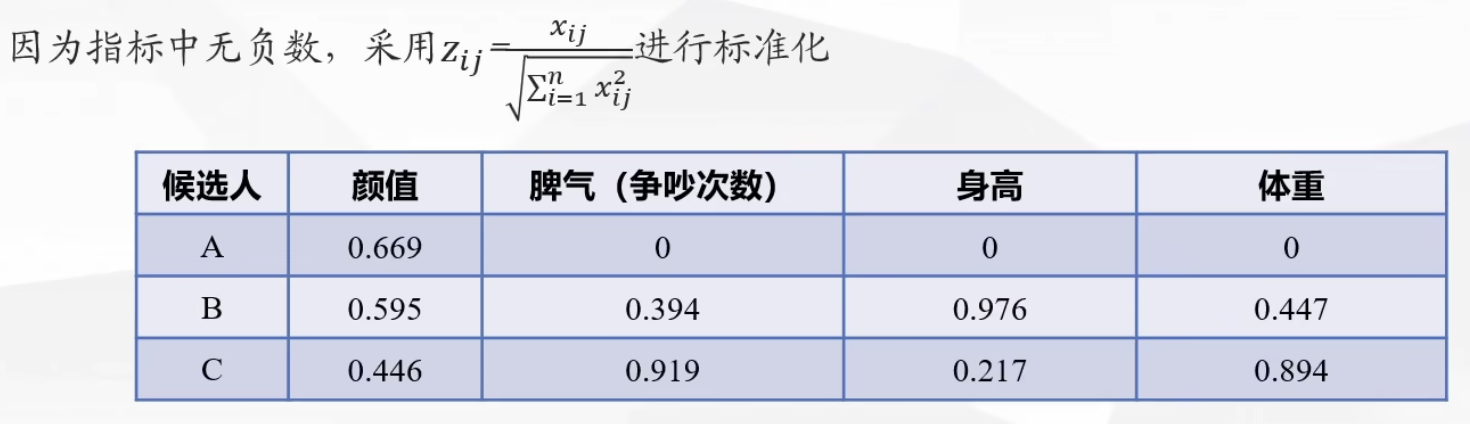 因为指标中无负数，采用z_{ij}=\frac{x_{ij}}{\sqrt{\sum_{i=1}^{n} x_{ij}^{2}}}进行标准化
候选人 颜值 脾气（争吵次数） 身高 体重
A 0.669 0 0 0
B 0.595 0.394 0.976 0.447
C 0.446 0.919 0.217 0.894